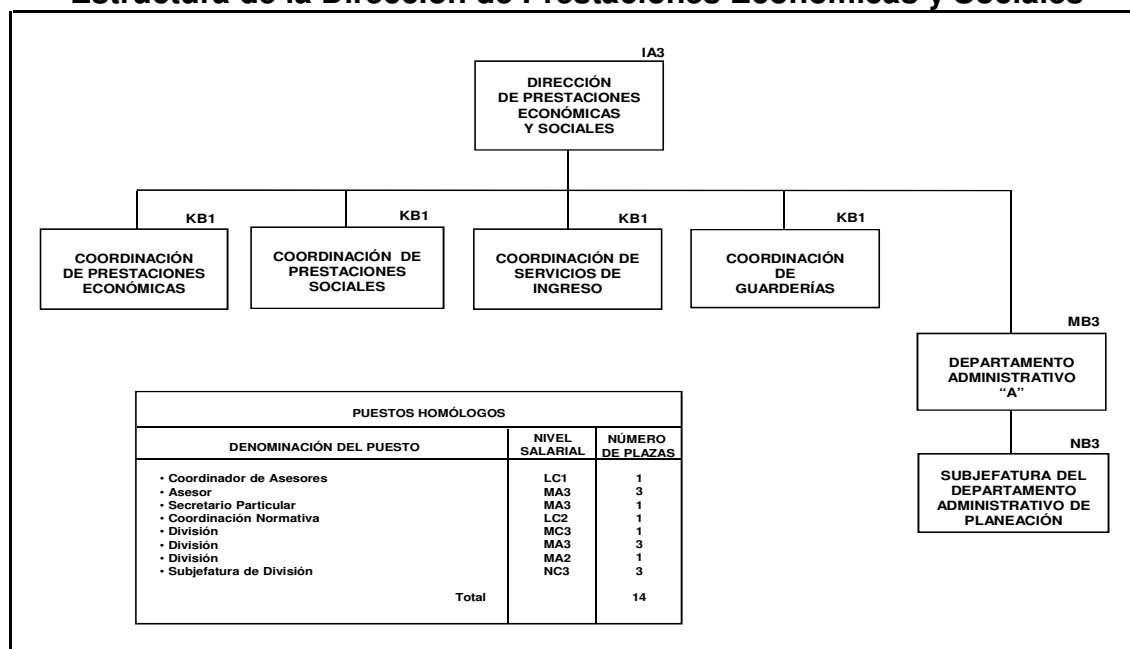 Estructura de la Dirección de Prestaciones Económicas y Sociales
IA3
DIRECCIÓN
DE PRESTACIONES
ECONÓMICAS
Y SOCIALES
KB1
COORDINACIÓN
DE PRESTACIONES
ECONÓMICAS
KB1
COORDINACIÓN DE
PRESTACIONES
SOCIALES
KB1
COORDINACIÓN DE
SERVICIOS DE
INGRESO
KB1
COORDINACIÓN
DE
GUARDERÍAS
MB3
DEPARTAMENTO
ADMINISTRATIVO
“A”
NB3
SUBJEFATURA DEL
DEPARTAMENTO
ADMINISTRATIVO DE
PLANEACIÓN
PUESTOS HOMÓLOGOS
DENOMINACIÓN DEL PUESTO
NIVEL
SALARIAL
NÚMERO
DE PLAZAS
• Coordinador de Asesores LC1 1
• Asesor MA3 3
• Secretario Particular MA3 1
• Coordinación Normativa LC2 1
• División MC3 1
• División MA3 3
• División MA2 1
• Subjefatura de División NC3 3
Total 14